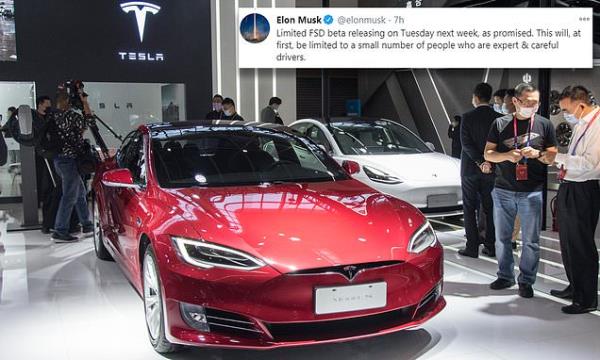 Elon Musk @elonmusk · 7h
Limited FSD beta releasing on Tuesday next week, as promised. This will, at
first, be limited to a small number of people who are expert & careful
drivers.
TESLA
S L A